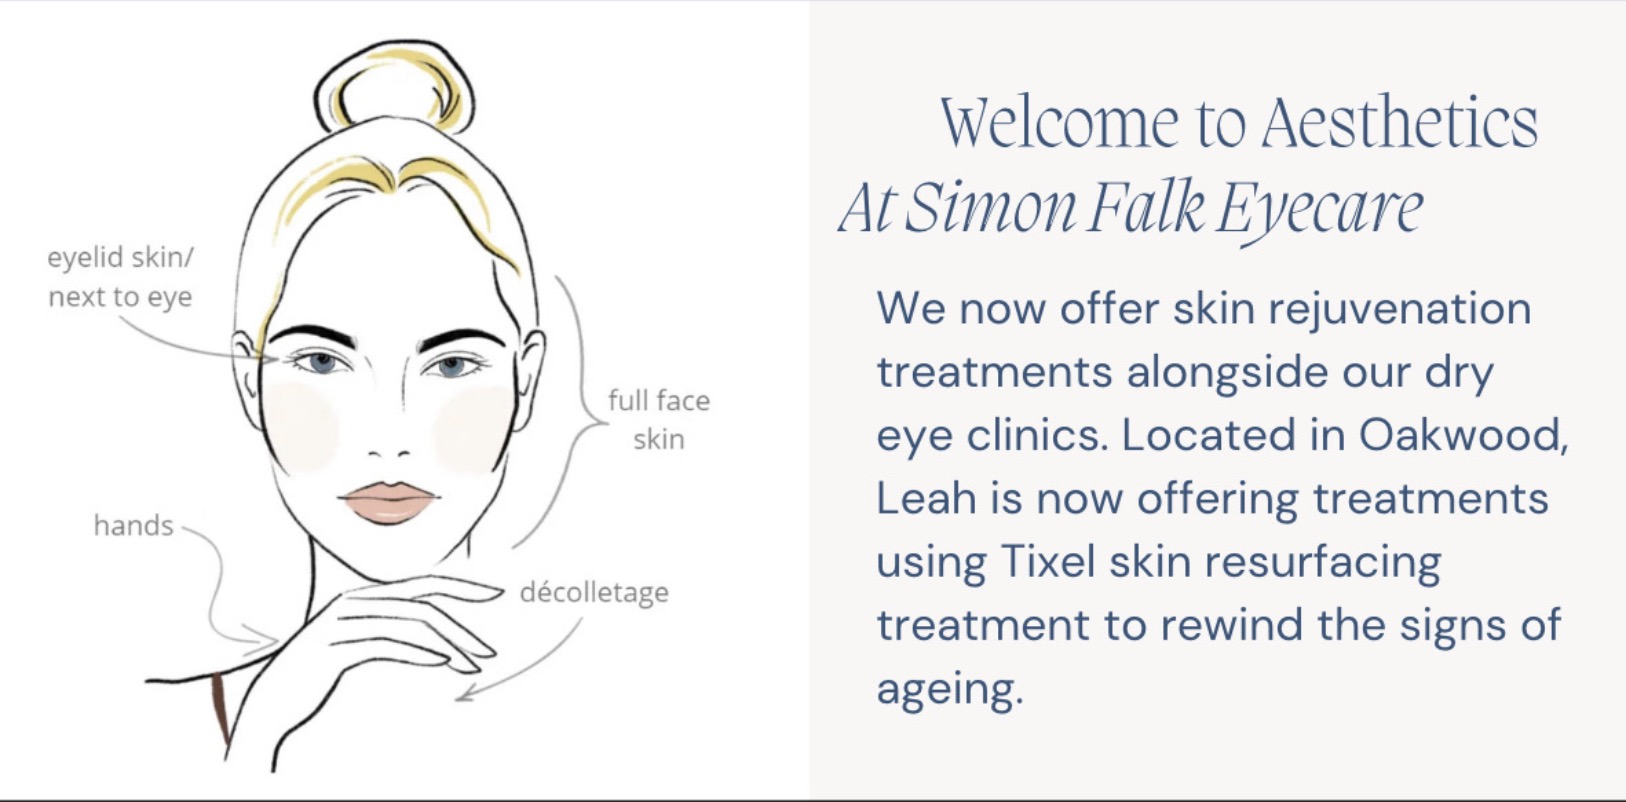 eyelid skin/
next to eye
full face
skin
hands
décolletage
Welcome to Aesthetics
At Simon Falk Eyecare
We now offer skin rejuvenation
treatments alongside our dry
eye clinics. Located in Oakwood,
Leah is now offering treatments
using Tixel skin resurfacing
treatment to rewind the signs of
ageing.